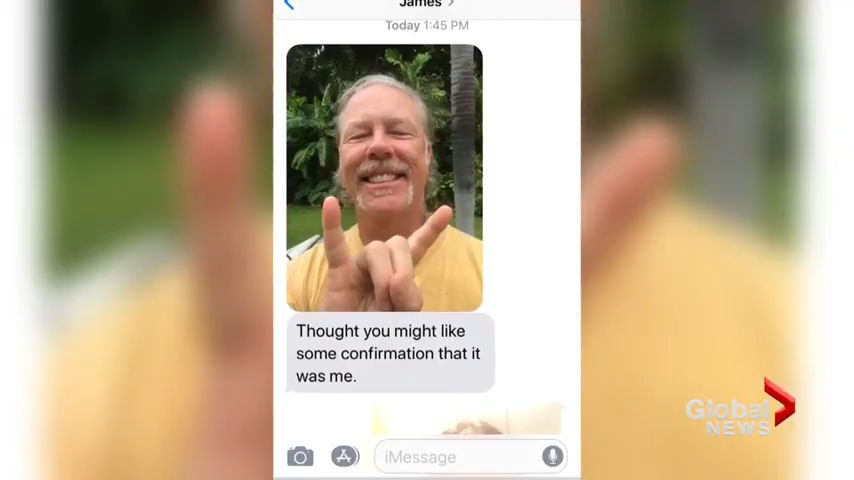 James >
Today 1:45 PM
Thought you might like
some confirmation that it
was me.
iMessage
Global
NEWS